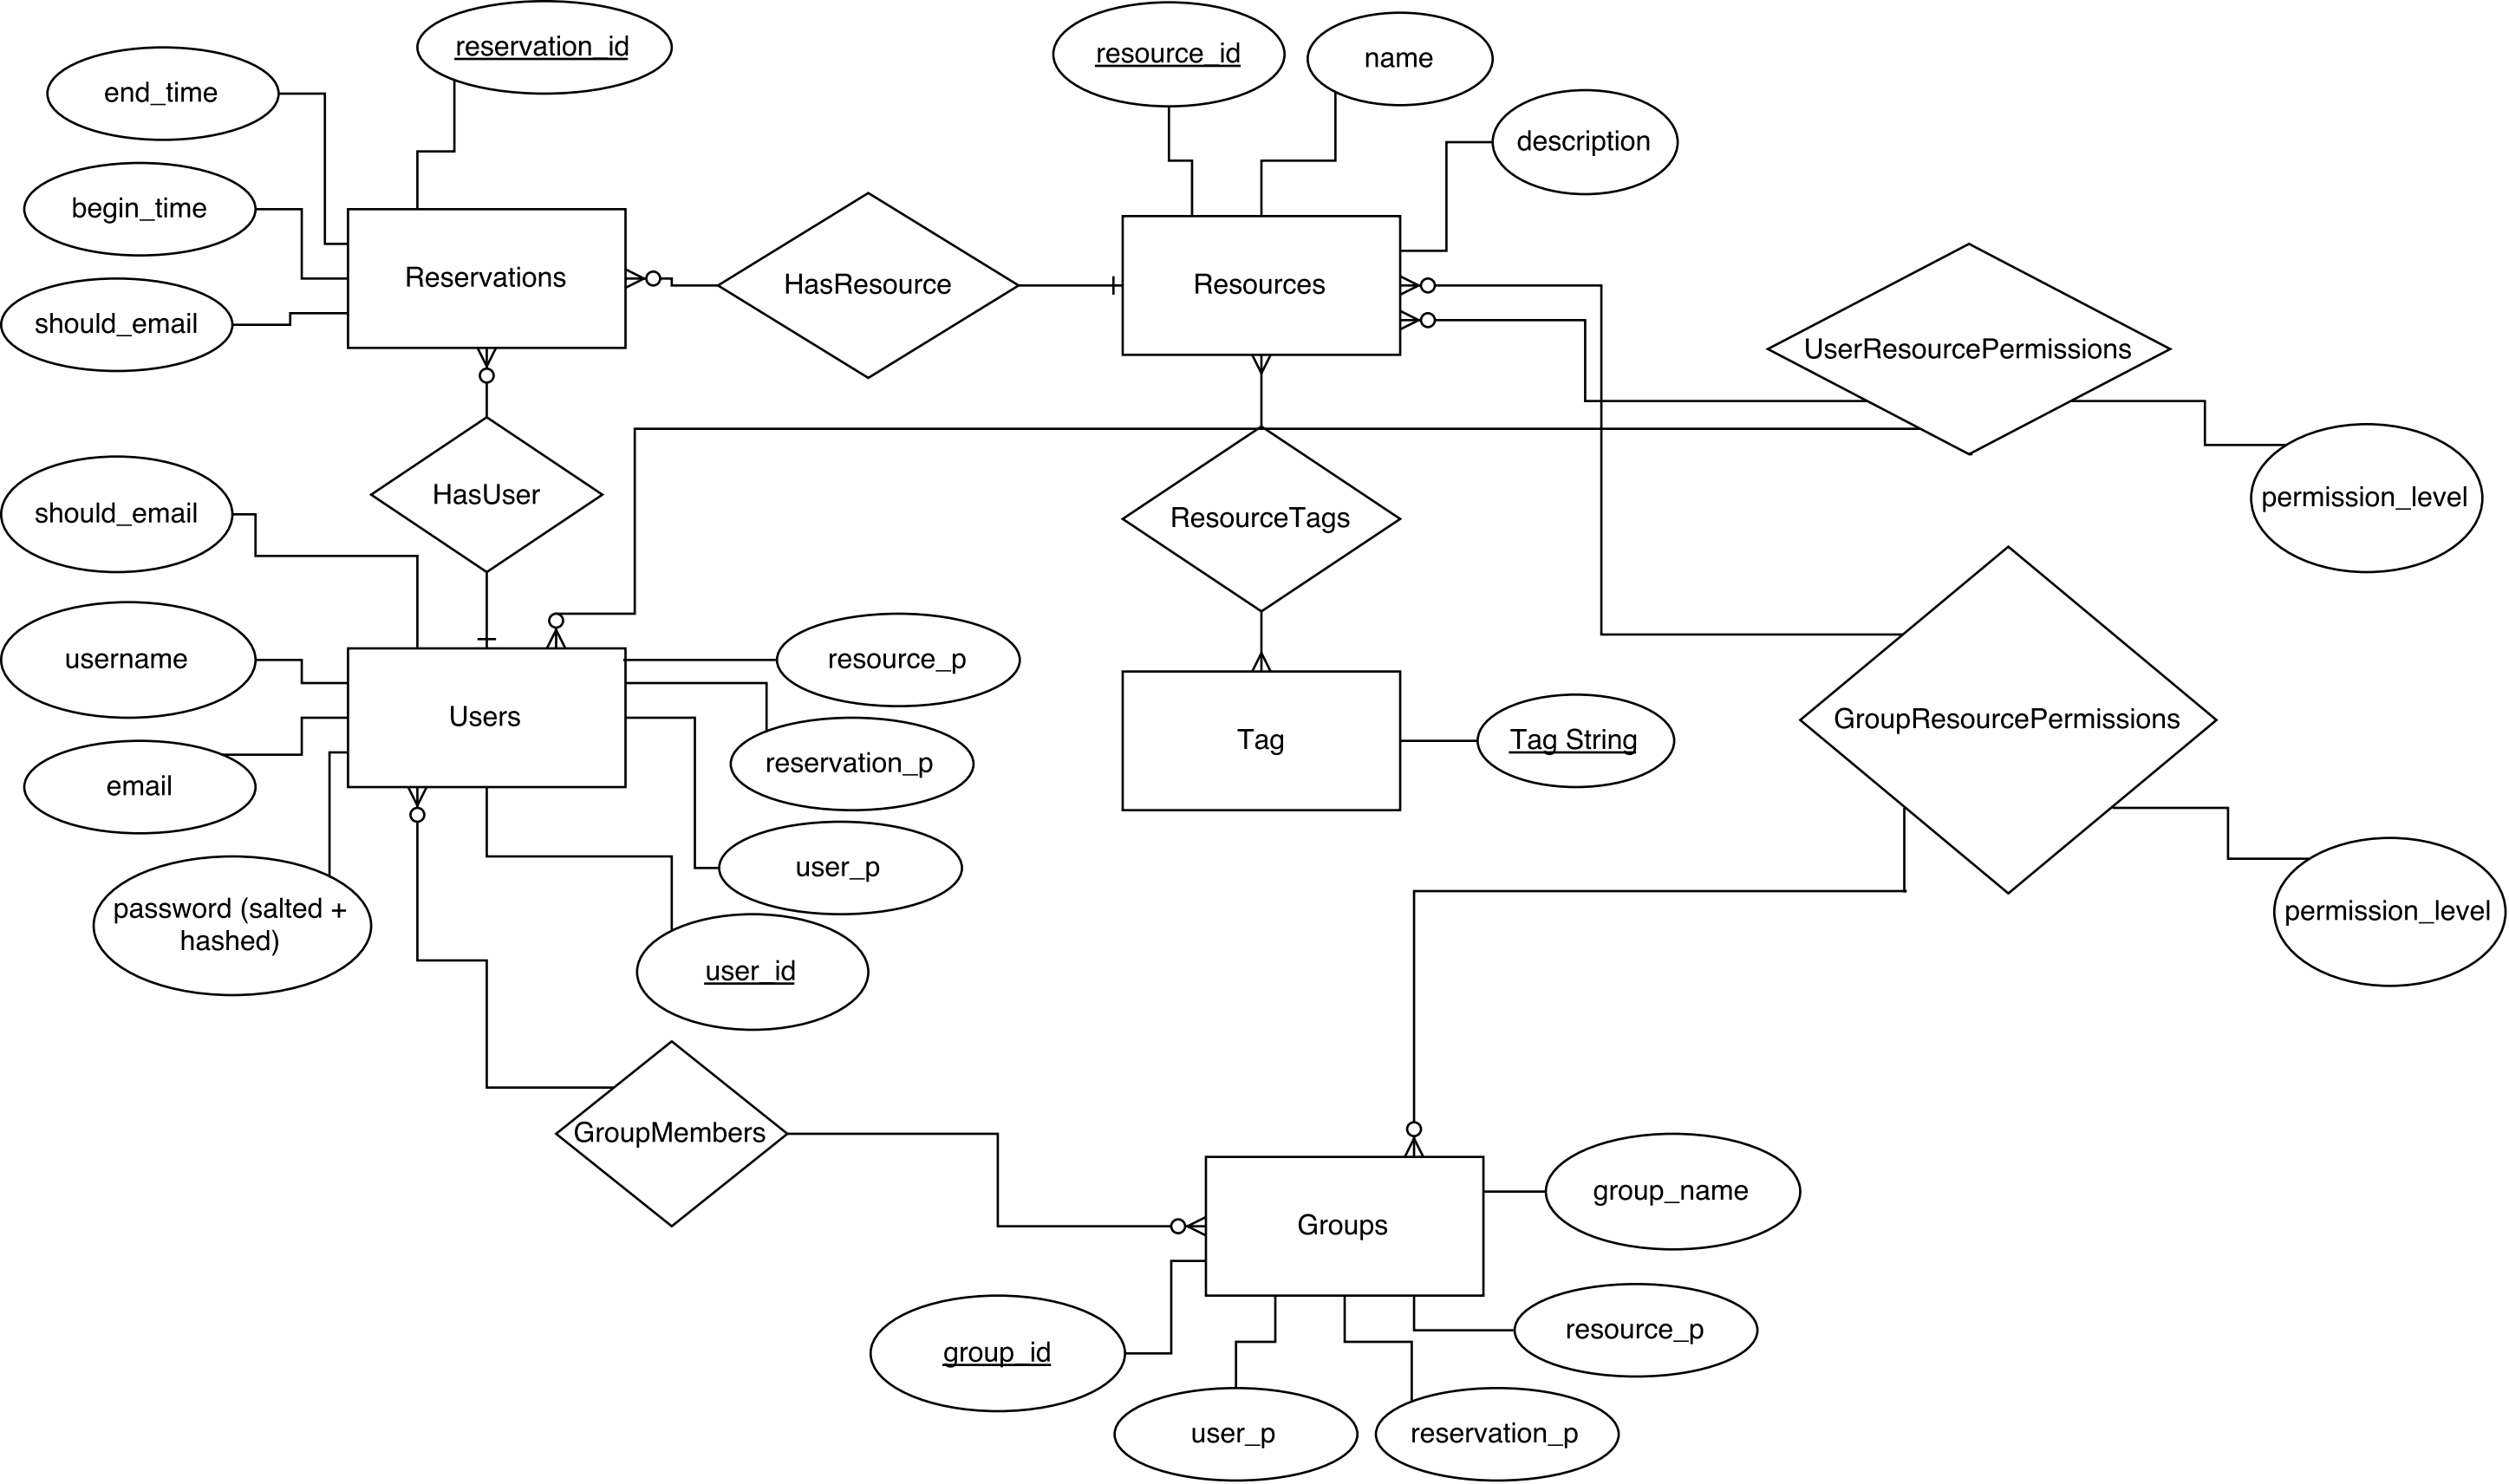 reservation_id
resource_id
name
end_time
description
begin_time
Reservations
HasResource
Resources
should_email
UserResourcePermissions
HasUser
should_email
ResourceTags
permission_level
username
resource_p
Users
reservation_p
Tag
Tag String
GroupResourcePermissions
email
user_p
password (salted +
hashed)
user_id
permission_level
GroupMembers
group_name
Groups
group_id
resource_p
user_p
reservation_p